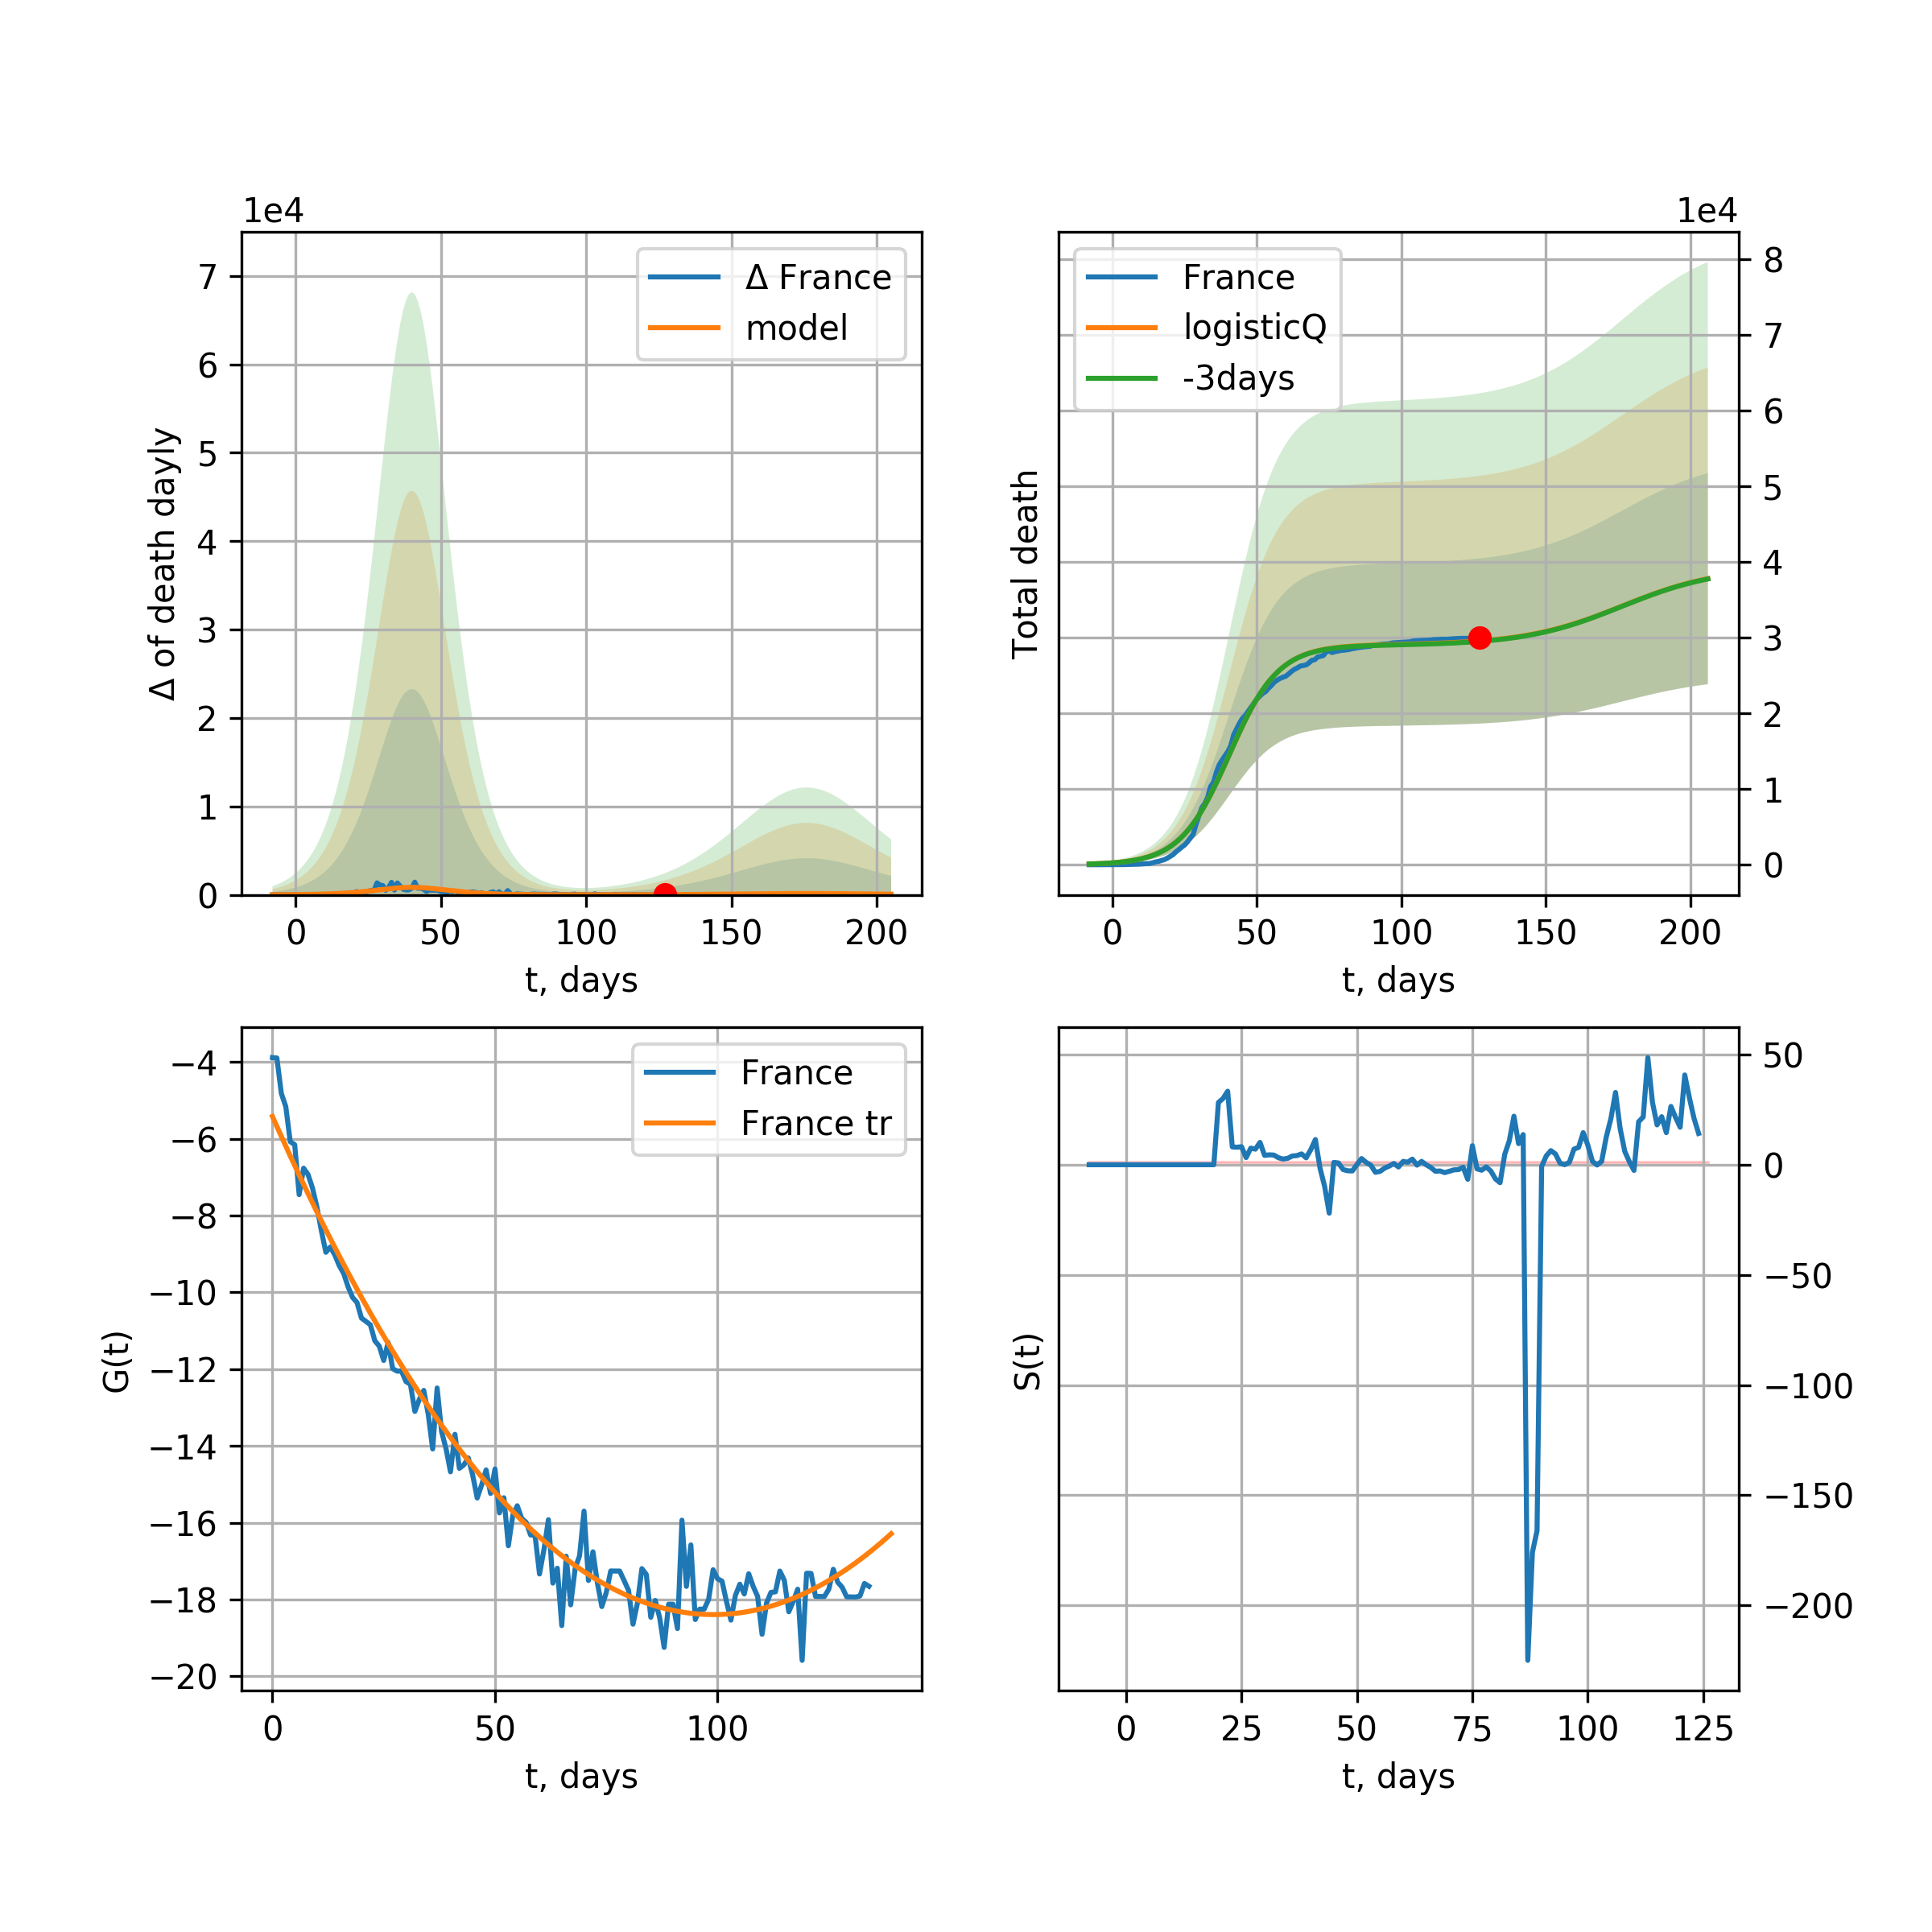 1e4
Δ of death dayly
7
6
5
4
3
2
1
0
Δ France
model
0 50 100 150 200
t, days
1e4
Total death
France
logisticQ
-3days
8
7
6
5
4
3
2
1
0
0 50 100 150 200
t, days
G(t)
−4
−6
−8
−10
−12
−14
−16
−18
−20
France
France tr
0 50 100
t, days
S(t)
50
0
−50
−100
−150
−200
0 25 50 75 100 125
t, days